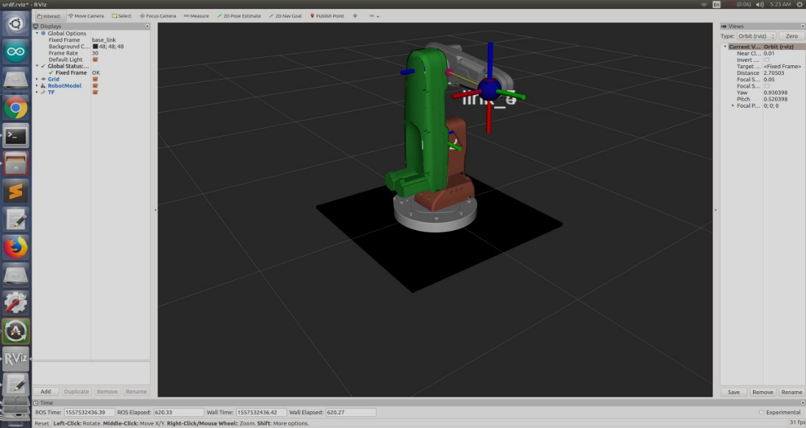 urdf.rviz* - RViz
En
(0:06)
5:23 AM
Interact Move Camera Select Focus Camera Measure 2D Pose Estimate 2D Nav Goal Publish Point
Displays
Global Options
Fixed Frame base_link
Background C... 48; 48; 48
Frame Rate 30
Default Light
Global Status:...
Fixed Frame OK
Grid
RobotModel
TF
Add Duplicate Remove Rename
link_6
Views
Type: Orbit (rviz) Zero
Current V... Orbit (rviz)
Near Cl... 0.01
Invert ...
Target ... <Fixed Frame>
Distance 2.70503
Focal S... 0.05
Focal S...
Yaw 0.930398
Pitch 0.520398
Focal P... 0; 0; 0
Save Remove Rename
RViz
Time
ROS Time: 1557532436.39 ROS Elapsed: 620.33 Wall Time: 1557532436.42 Wall Elapsed: 620.27 Experimental
Reset Left-Click: Rotate. Middle-Click: Move X/Y. Right-Click/Mouse Wheel: Zoom. Shift: More options. 31 fps